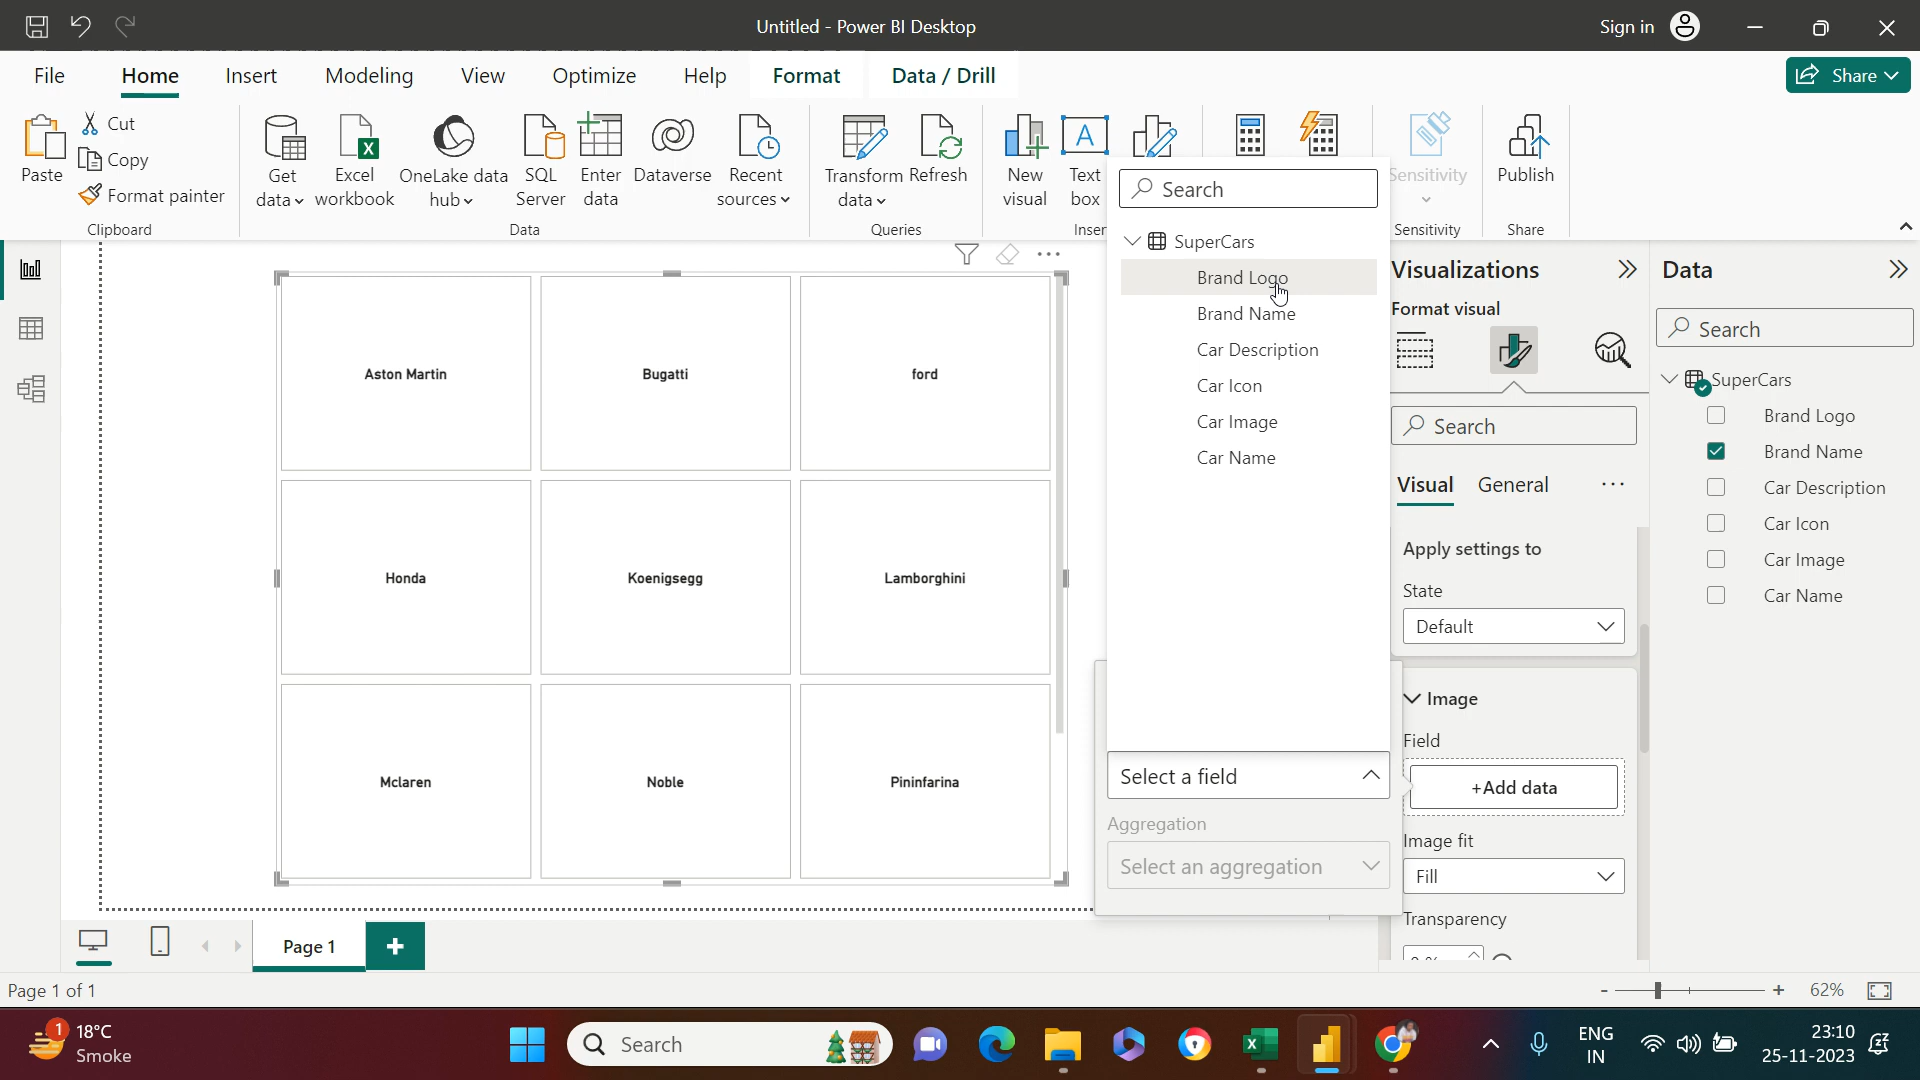 Untitled - Power BI Desktop
Sign in
File
Home
Insert
Modeling
View
Optimize
Help
Format
Data / Drill
Share
Paste
Cut
Copy
Format painter
Clipboard
Get data
Excel workbook
OneLake data hub
SQL Server
Enter data
Dataverse
Recent sources
Data
Transform data
Refresh
Queries
New visual
Text box
Inser
Sensitivity
Sensitivity
Publish
Share
Search
SuperCars
Brand Logo
Brand Name
Car Description
Car Icon
Car Image
Car Name
Select a field
Aggregation
Select an aggregation
Aston Martin
Bugatti
ford
Honda
Koenigsegg
Lamborghini
Mclaren
Noble
Pininfarina
Visualizations
Format visual
Search
Visual
General
Apply settings to
State
Default
Image
Field
+Add data
Image fit
Fill
Transparency
Data
Search
SuperCars
Brand Logo
Brand Name
Car Description
Car Icon
Car Image
Car Name
Page 1
Page 1 of 1
- + 62%
1
18°C
Smoke
Search
ENG
IN
23:10
25-11-2023